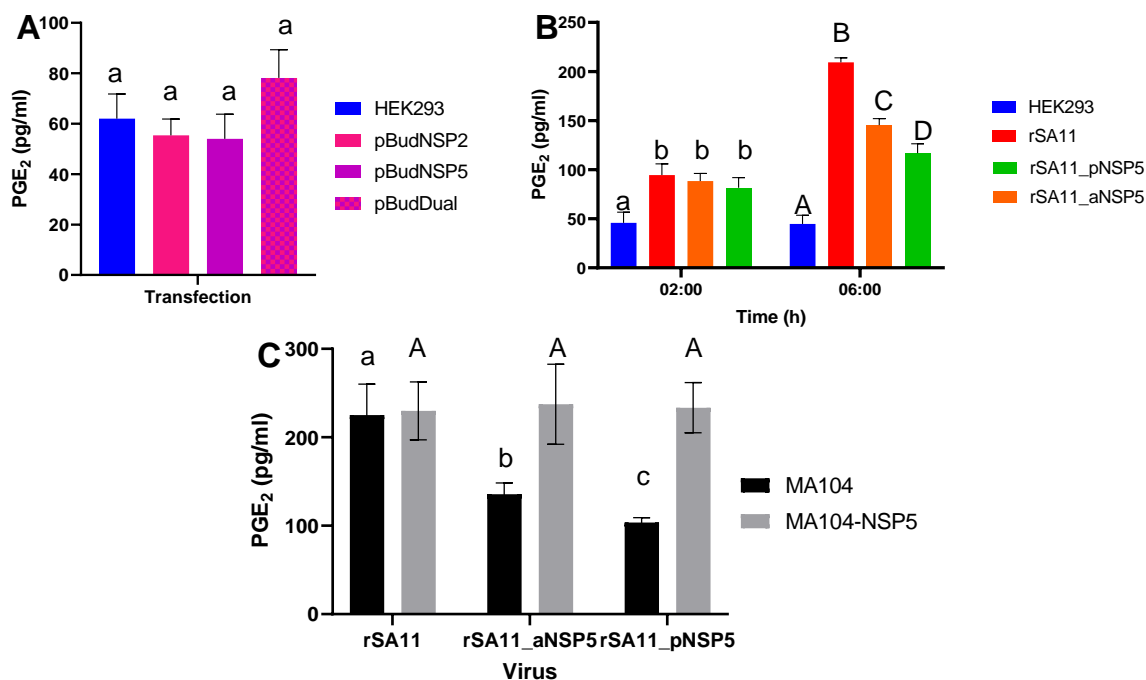 A
PGE2 (pg/ml)
100
80
60
40
20
0
a
a
a
a
Transfection
HEK293
pBudNSP2
pBudNSP5
pBudDual
B
PGE2 (pg/ml)
250
200
150
100
50
0
a
b
b
b
A
B
C
D
02:00
06:00
Time (h)
HEK293
rSA11
rSA11_pNSP5
rSA11_aNSP5
C
PGE2 (pg/ml)
300
200
100
0
a
A
b
A
c
A
rSA11
rSA11_aNSP5
rSA11_pNSP5
Virus
MA104
MA104-NSP5